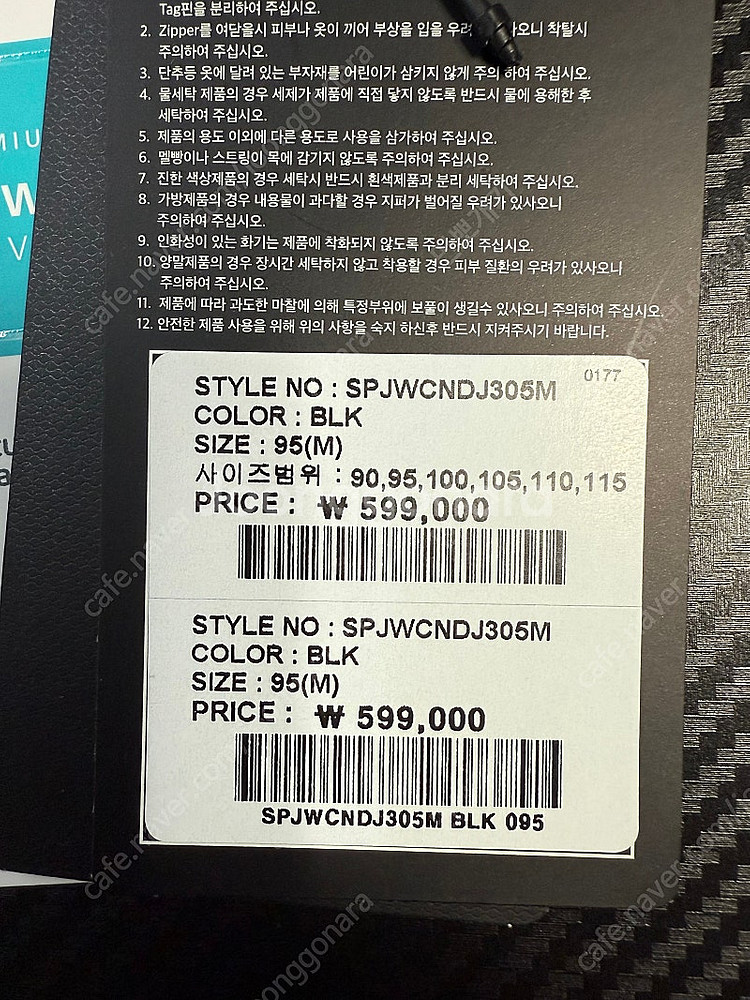 Tag핀을 분리하여 주십시오.
2. Zipper를 여닫을시 피부나 옷이 끼어 부상을 입을 우려 오니 착탈시
주의하여 주십시오.
3. 단추등 옷에 달려 있는 부자재를 어린이가 삼키지 않게 주의 하여 주십시오.
4. 물세탁 제품의 경우 세제가 제품에 직접 닿지 않도록 반드시 물에 용해한 후
세탁하여 주십시오.
5. 제품의 용도 이외에 다른 용도로 사용을 삼가하여 주십시오.
6. 멜빵이나 스트링이 목에 감기지 않도록 주의하여 주십시오.
7. 진한 색상제품의 경우 세탁시 반드시 흰색제품과 분리 세탁하여 주십시오.
8. 가방제품의 경우 내용물이 과다할 경우 지퍼가 벌어질 우려가 있사오니
주의하여 주십시오.
9. 인화성이 있는 화기는 제품에 착화되지 않도록 주의하여 주십시오.
10. 양말제품의 경우 장시간 세탁하지 않고 착용할 경우 피부 질환의 우려가 있사오니
주의하여 주십시오.
11. 제품에 따라 과도한 마찰에 의해 특정부위에 보풀이 생길수 있사오니 주의하여 주십시오.
12. 안전한 제품 사용을 위해 위의 사항을 숙지 하신후 반드시 지켜주시기 바랍니다.
0177
STYLE NO : SPJWCNDJ305M
COLOR : BLK
SIZE : 95(M)
사이즈범위 : 90,95,100,105,110,115
PRICE : ₩ 599,000
STYLE NO : SPJWCNDJ305M
COLOR : BLK
SIZE : 95(M)
PRICE : ₩ 599,000
SPJWCNDJ305M BLK 095